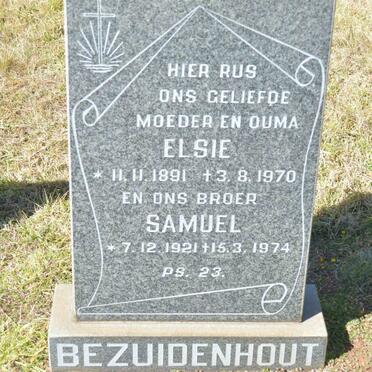 HIER RUS
ONS GELIEFDE
MOEDER EN OUMA
ELSIE
* 11.11.1891 + 3.8.1970
EN ONS BROER
SAMUEL
* 7.12.1921 + 15.3.1974
PS. 23.
BEZUIDENHOUT